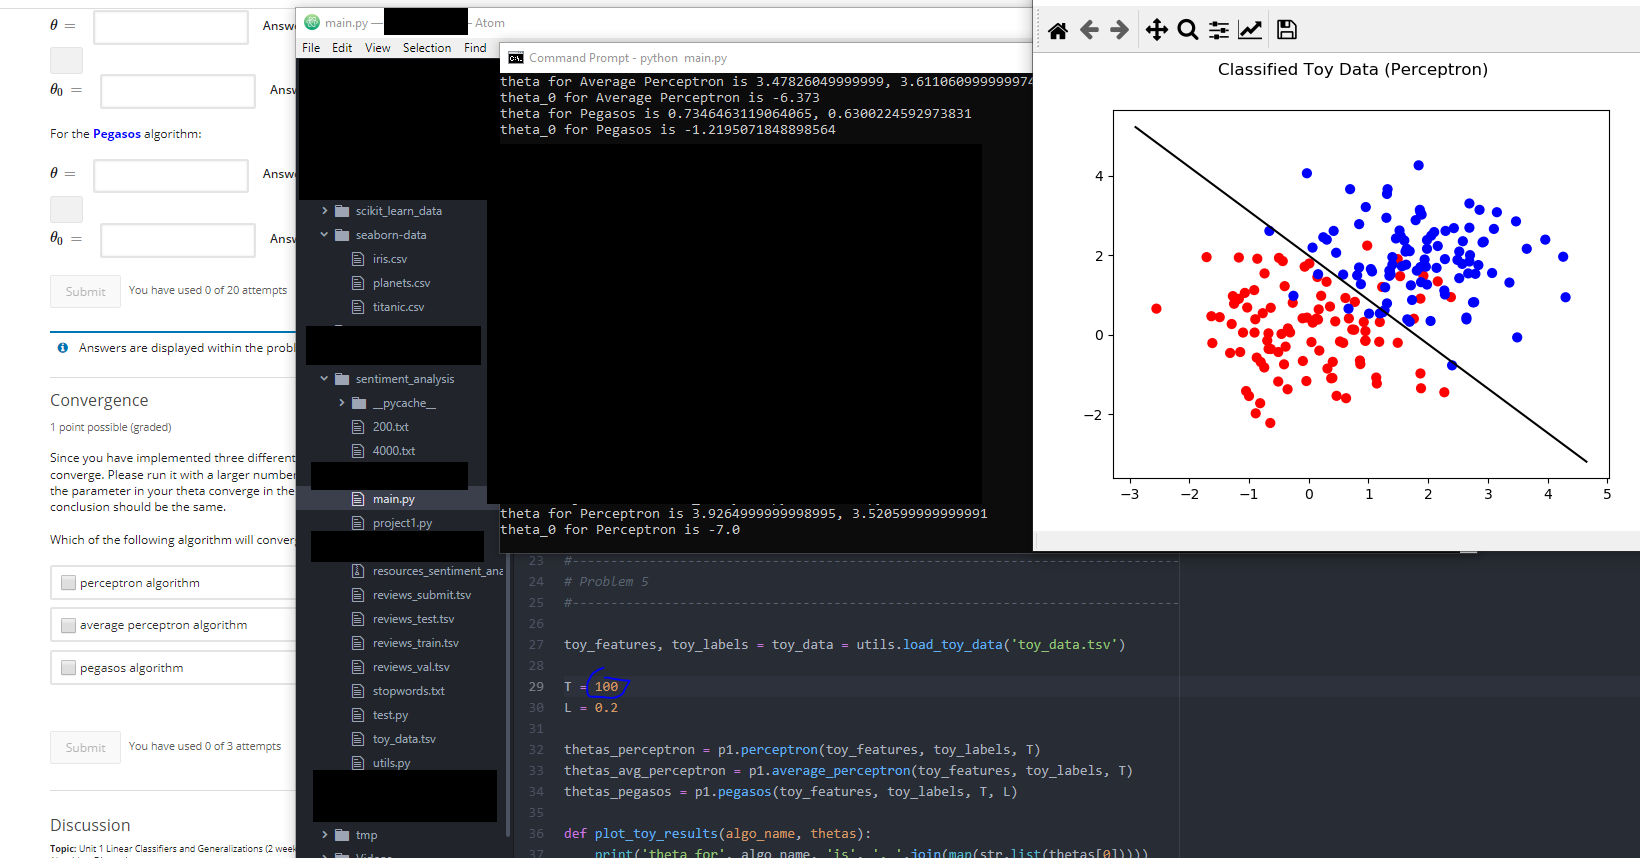 θ =
Answ
θ0 =
Answ
For the Pegasos algorithm:
θ =
Answ
θ0 =
Answ
Submit
You have used 0 of 20 attempts
Answers are displayed within the probl
Convergence
1 point possible (graded)
Since you have implemented three different
converge. Please run it with a larger number
the parameter in your theta converge in the
conclusion should be the same.
Which of the following algorithm will converg
perceptron algorithm
average perceptron algorithm
pegasos algorithm
Submit
You have used 0 of 3 attempts
Discussion
Topic: Unit 1 Linear Classifiers and Generalizations (2 week
main.py —
- Atom
File Edit View Selection Find
scikit_learn_data
seaborn-data
iris.csv
planets.csv
titanic.csv
sentiment_analysis
__pycache__
200.txt
4000.txt
main.py
project1.py
resources_sentiment_ana
reviews_submit.tsv
reviews_test.tsv
reviews_train.tsv
reviews_val.tsv
stopwords.txt
test.py
toy_data.tsv
utils.py
tmp
Videos
Command Prompt - python main.py
theta for Average Perceptron is 3.47826049999999, 3.611060999999974
theta_0 for Average Perceptron is -6.373
theta for Pegasos is 0.7346463119064065, 0.6300224592973831
theta_0 for Pegasos is -1.2195071848898564
theta for Perceptron is 3.9264999999998995, 3.520599999999991
theta_0 for Perceptron is -7.0
Classified Toy Data (Perceptron)
4
2
0
−2
−3 −2 −1 0 1 2 3 4 5
23 #------------------------------------------------------------------------------
24 # Problem 5
25 #------------------------------------------------------------------------------
26
27 toy_features, toy_labels = toy_data = utils.load_toy_data('toy_data.tsv')
28
29 T = 100
30 L = 0.2
31
32 thetas_perceptron = p1.perceptron(toy_features, toy_labels, T)
33 thetas_avg_perceptron = p1.average_perceptron(toy_features, toy_labels, T)
34 thetas_pegasos = p1.pegasos(toy_features, toy_labels, T, L)
35
36 def plot_toy_results(algo_name, thetas):
37 print('theta for', algo_name, 'is', ', '.join(map(str,list(thetas[0]))))